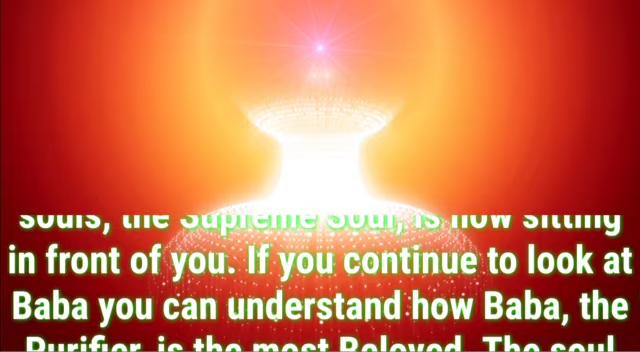 souls, the Supreme Soul, is now sitting
in front of you. If you continue to look at
Baba you can understand how Baba, the
Purifier, is the most Beloved. The soul